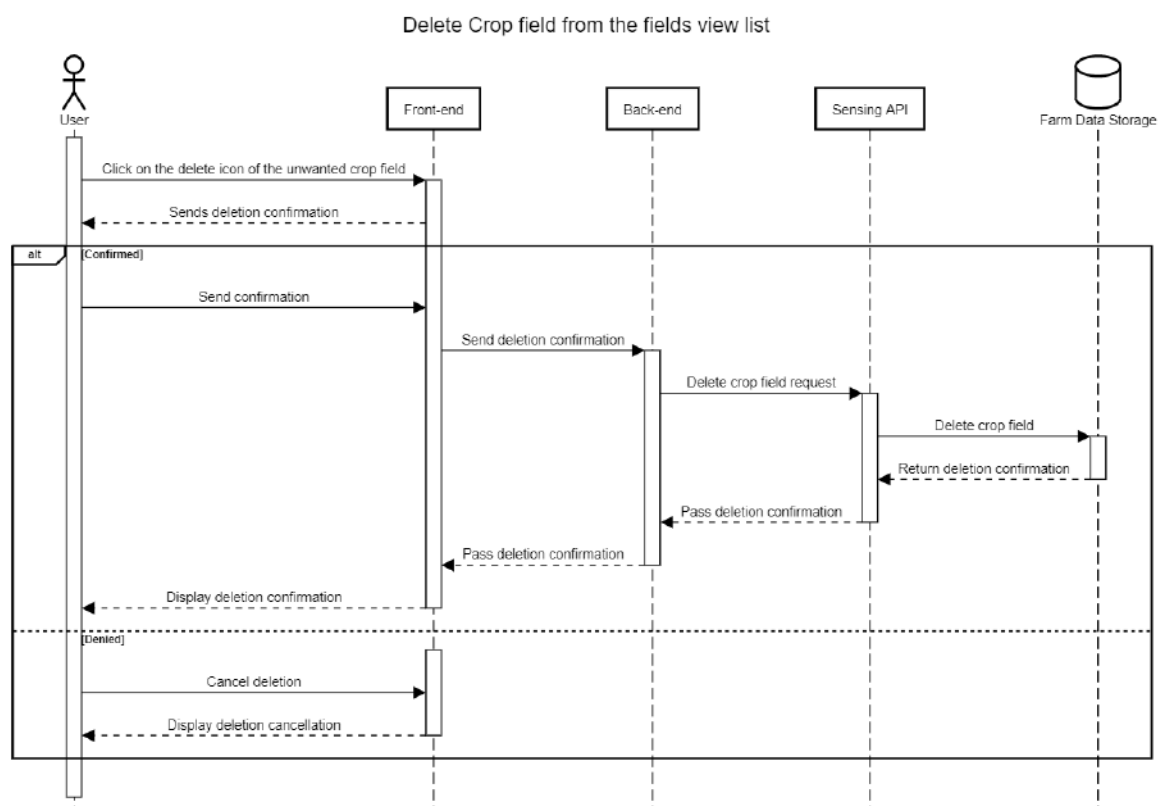 Delete Crop field from the fields view list
User
Front-end
Back-end
Sensing API
Farm Data Storage
Click on the delete icon of the unwanted crop field
Sends deletion confirmation
alt
[Confirmed]
Send confirmation
Send deletion confirmation
Delete crop field request
Delete crop field
Return deletion confirmation
Pass deletion confirmation
Pass deletion confirmation
Display deletion confirmation
[Denied]
Cancel deletion
Display deletion cancellation